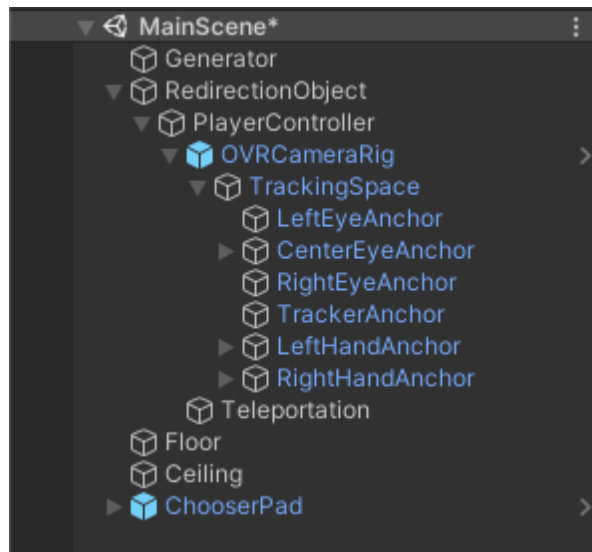 MainScene*
Generator
RedirectionObject
PlayerController
OVRCameraRig
TrackingSpace
LeftEyeAnchor
CenterEyeAnchor
RightEyeAnchor
TrackerAnchor
LeftHandAnchor
RightHandAnchor
Teleportation
Floor
Ceiling
ChooserPad